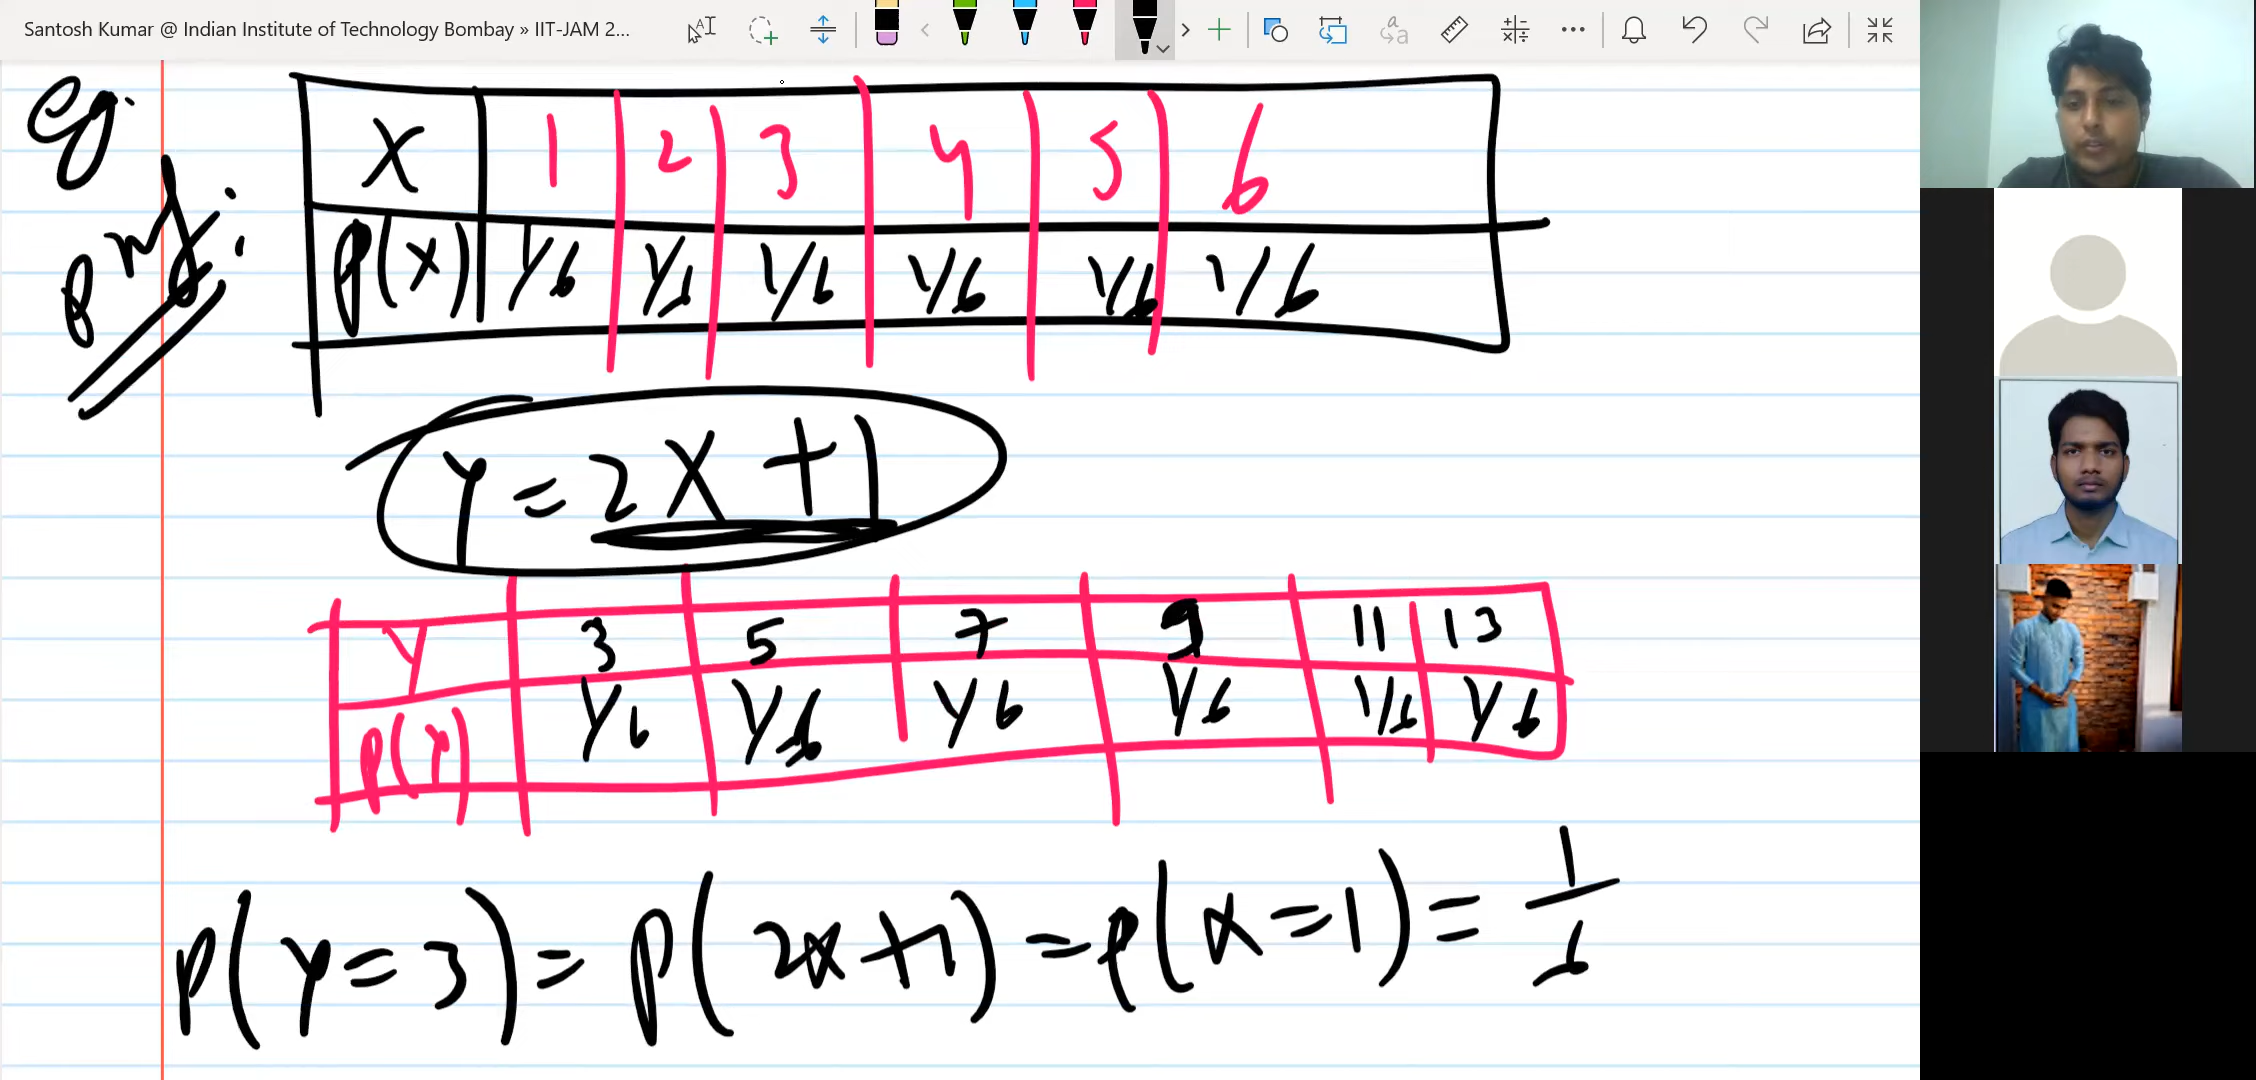 Santosh Kumar @ Indian Institute of Technology Bombay » IIT-JAM 2...
eg.
pmf:
X 1 2 3 4 5 6
P(X) 1/6 1/6 1/6 1/6 1/6 1/6
Y = 2X + 1
Y 3 5 7 9 11 13
P(Y) 1/6 1/6 1/6 1/6 1/6 1/6
P(Y=3) = P(2X+1) = P(X=1) = 1/6